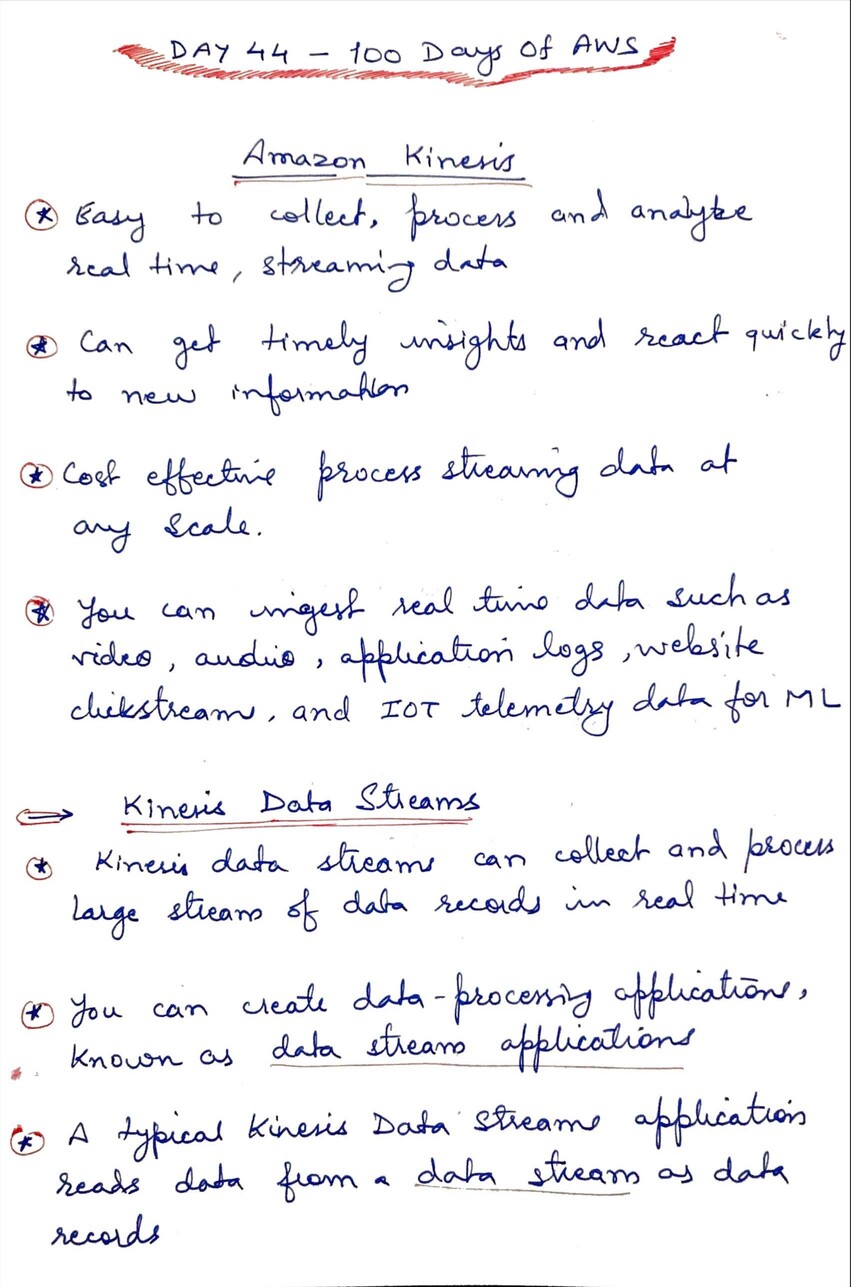 DAY 44 - 100 Days Of AWS
Amazon Kinesis
Easy to collect, process and analyze
real time, streaming data
Can get timely insights and react quickly
to new information
Cost effective process streaming data at
any scale.
You can ingest real time data such as
video, audio, application logs, website
clickstream, and IOT telemetry data for ML
Kinesis Data Streams
Kinesis data streams can collect and process
large stream of data records in real time
You can create data-processing applications,
known as data stream applications
A typical Kinesis Data Streams application
reads data from a data stream as data
records